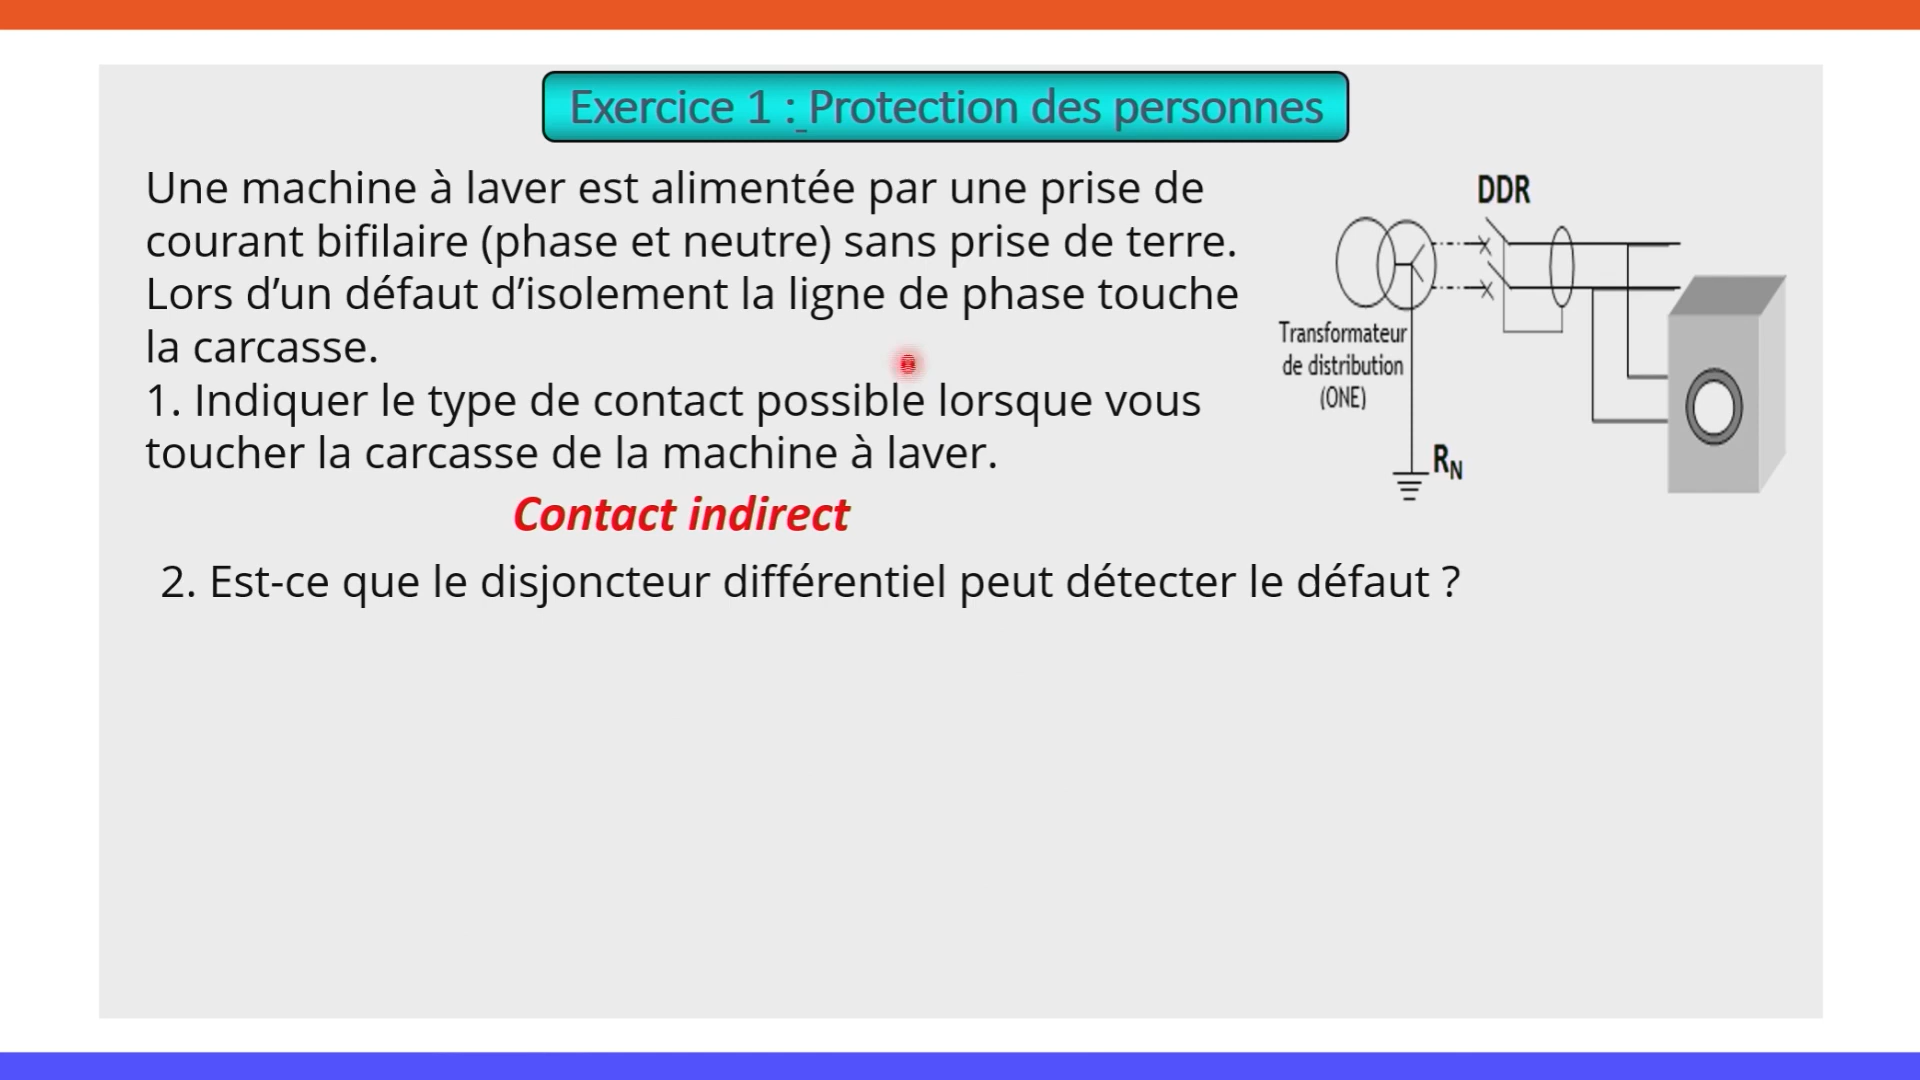 Exercice 1 : Protection des personnes
Une machine à laver est alimentée par une prise de
courant bifilaire (phase et neutre) sans prise de terre.
Lors d’un défaut d’isolement la ligne de phase touche
la carcasse.
1. Indiquer le type de contact possible lorsque vous
toucher la carcasse de la machine à laver.
Contact indirect
2. Est-ce que le disjoncteur différentiel peut détecter le défaut ?
DDR
Transformateur
de distribution
(ONE)
RN